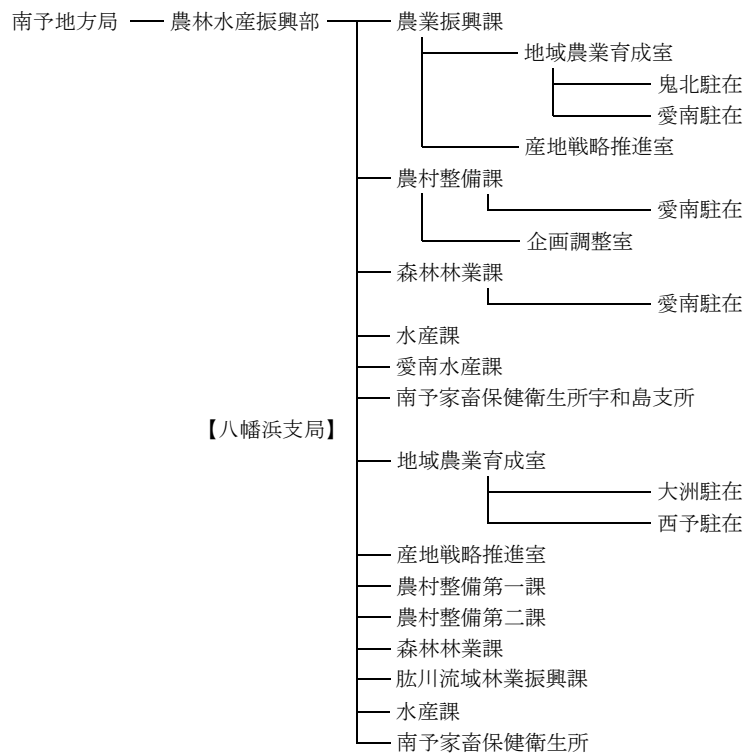 南予地方局 農林水産振興部 農業振興課
地域農業育成室
鬼北駐在
愛南駐在
産地戦略推進室
農村整備課
愛南駐在
企画調整室
森林林業課
愛南駐在
水産課
愛南水産課
南予家畜保健衛生所宇和島支所
【八幡浜支局】
地域農業育成室
大洲駐在
西予駐在
産地戦略推進室
農村整備第一課
農村整備第二課
森林林業課
肱川流域林業振興課
水産課
南予家畜保健衛生所